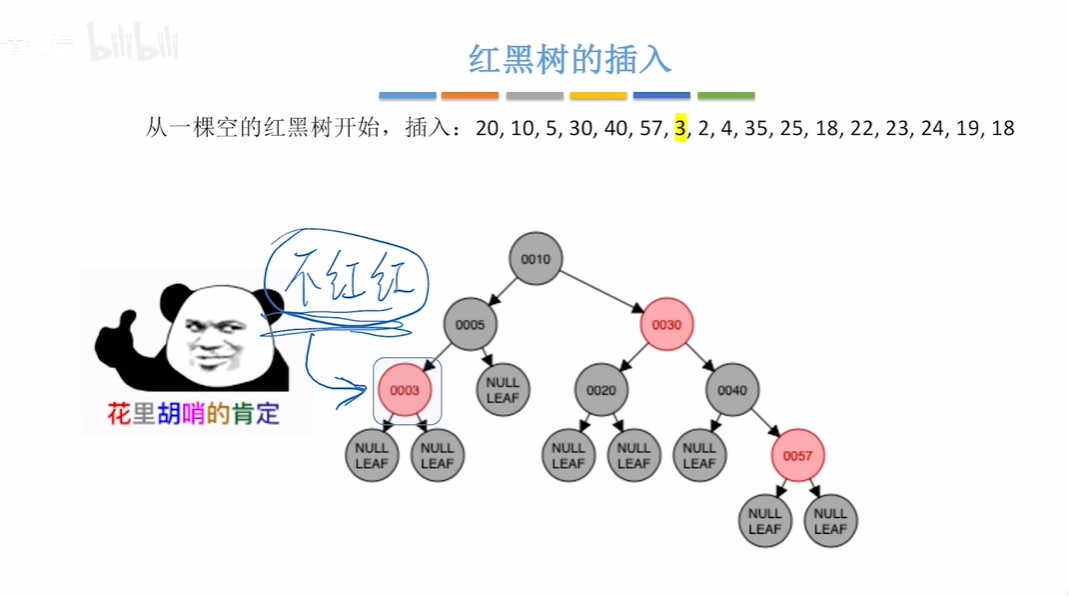 bilibili
红黑树的插入
从一棵空的红黑树开始，插入：20, 10, 5, 30, 40, 57, 3, 2, 4, 35, 25, 18, 22, 23, 24, 19, 18
不红红
0010
0005
0030
0003
NULL
LEAF
0020
0040
NULL
LEAF
NULL
LEAF
NULL
LEAF
NULL
LEAF
NULL
LEAF
0057
NULL
LEAF
NULL
LEAF
花里胡哨的肯定